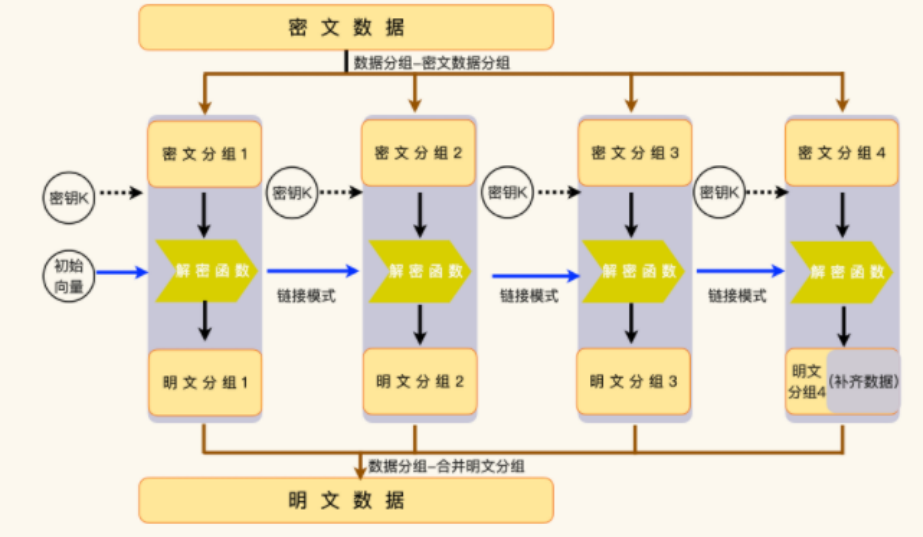 密文数据
数据分组-密文数据分组
密文分组1
密文分组2
密文分组3
密文分组4
密钥K
密钥K
密钥K
密钥K
初始
向量
解密函数
解密函数
解密函数
解密函数
链接模式
链接模式
链接模式
明文分组1
明文分组2
明文分组3
明文
分组4
(补齐数据)
数据分组-合并明文分组
明文数据